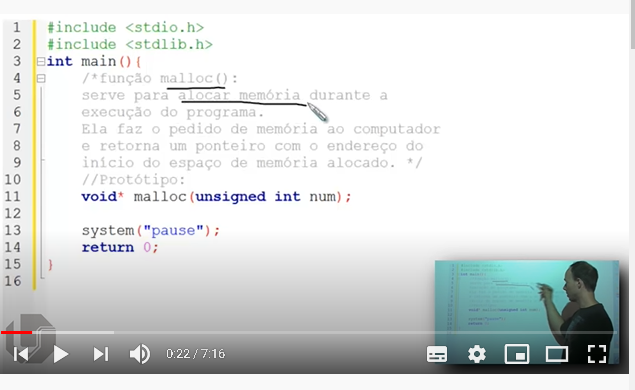 1 #include <stdio.h>
2 #include <stdlib.h>
3 int main(){
4 /*função malloc():
5 serve para alocar memória durante a
6 execução do programa.
7 Ela faz o pedido de memória ao computador
8 e retorna um ponteiro com o endereço do
9 início do espaço de memória alocado. */
10 //Protótipo:
11 void* malloc(unsigned int num);
12
13 system("pause");
14 return 0;
15 }
16
0:22 / 7:16